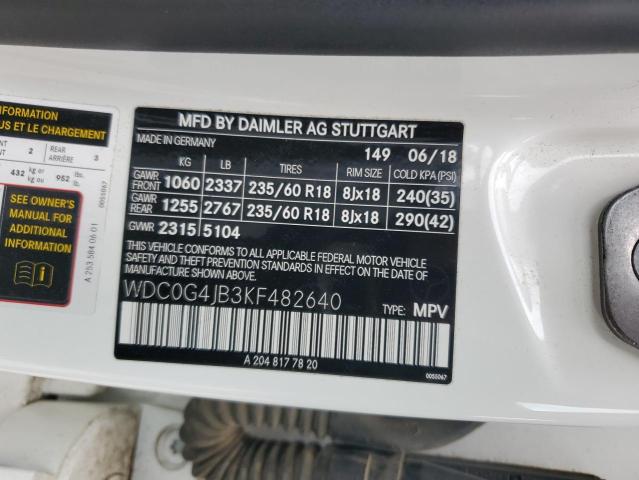 INFORMATION
US ET LE CHARGEMENT
2 REAR ARRIÈRE 3
432 kg ou kg 952 lbs. lb.
SEE OWNER'S
MANUAL FOR
ADDITIONAL
INFORMATION
A 253 584 06 01
0055067
MFD BY DAIMLER AG STUTTGART
MADE IN GERMANY
149 06/18
KG LB TIRES RIM SIZE COLD KPA (PSI)
GAWR FRONT 1060 2337 235/60 R18 8Jx18 240(35)
GAWR REAR 1255 2767 235/60 R18 8Jx18 290(42)
GVWR 2315 5104
THIS VEHICLE CONFORMS TO ALL APPLICABLE FEDERAL MOTOR VEHICLE
SAFETY AND THEFT PREVENTION STANDARDS IN EFFECT ON THE DATE
OF MANUFACTURE SHOWN ABOVE.
WDC0G4JB3KF482640
TYPE: MPV
A 204 817 78 20
0055067